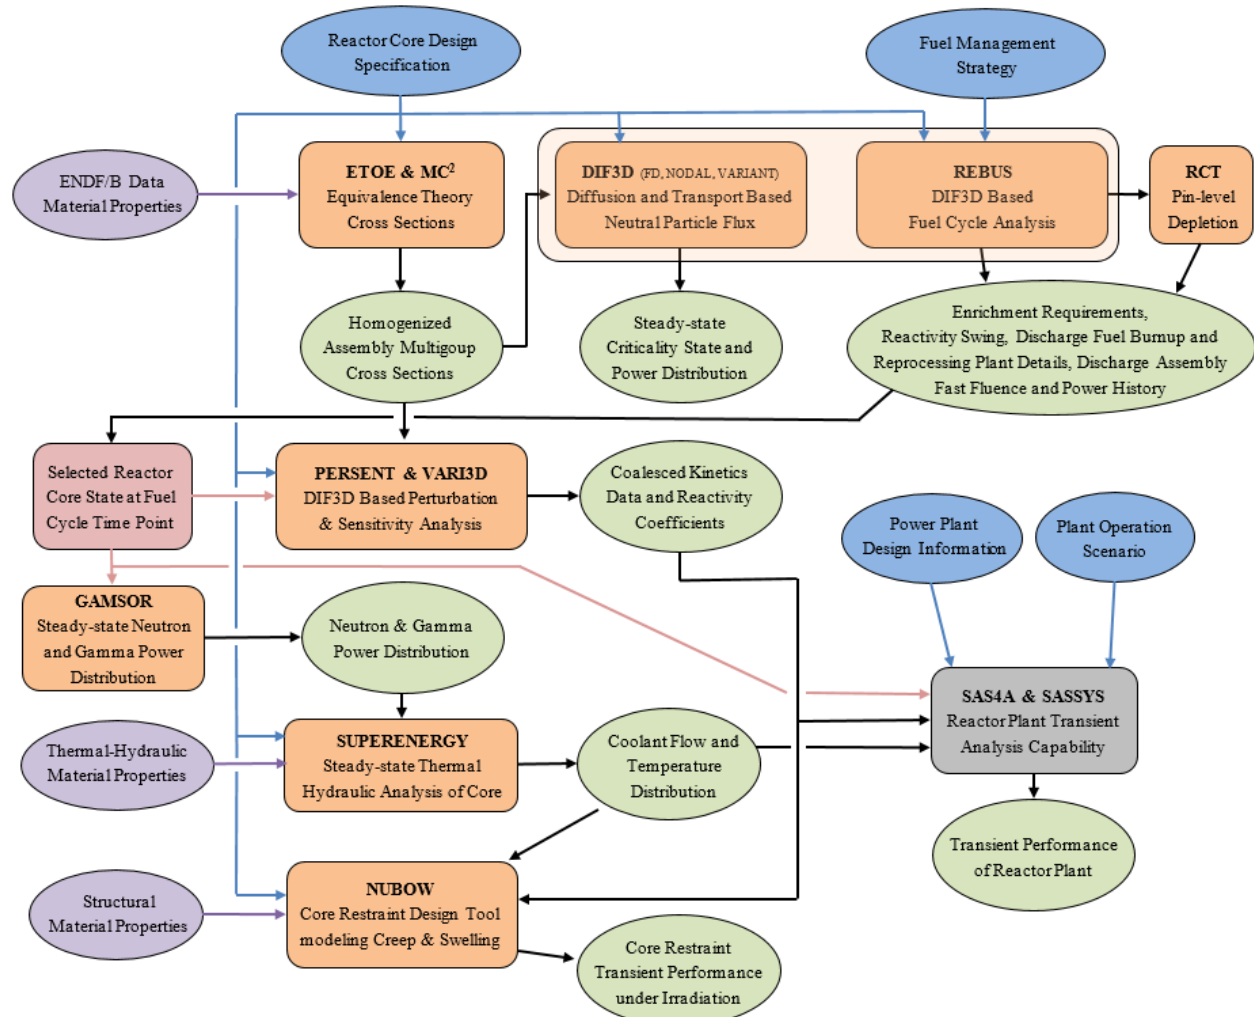 Reactor Core Design
Specification
Fuel Management
Strategy
ENDF/B Data
Material Properties
ETOE & MC²
Equivalence Theory
Cross Sections
DIF3D (FD, NODAL, VARIANT)
Diffusion and Transport Based
Neutral Particle Flux
REBUS
DIF3D Based
Fuel Cycle Analysis
RCT
Pin-level
Depletion
Homogenized
Assembly Multigoup
Cross Sections
Steady-state
Criticality State and
Power Distribution
Enrichment Requirements,
Reactivity Swing, Discharge Fuel Burnup and
Reprocessing Plant Details, Discharge Assembly
Fast Fluence and Power History
Selected Reactor
Core State at Fuel
Cycle Time Point
PERSENT & VARI3D
DIF3D Based Perturbation
& Sensitivity Analysis
Coalesced Kinetics
Data and Reactivity
Coefficients
Power Plant
Design Information
Plant Operation
Scenario
GAMSOR
Steady-state Neutron
and Gamma Power
Distribution
Neutron & Gamma
Power Distribution
SAS4A & SASSYS
Reactor Plant Transient
Analysis Capability
Thermal-Hydraulic
Material Properties
SUPERENERGY
Steady-state Thermal
Hydraulic Analysis of Core
Coolant Flow and
Temperature
Distribution
Transient Performance
of Reactor Plant
Structural
Material Properties
NUBOW
Core Restraint Design Tool
modeling Creep & Swelling
Core Restraint
Transient Performance
under Irradiation